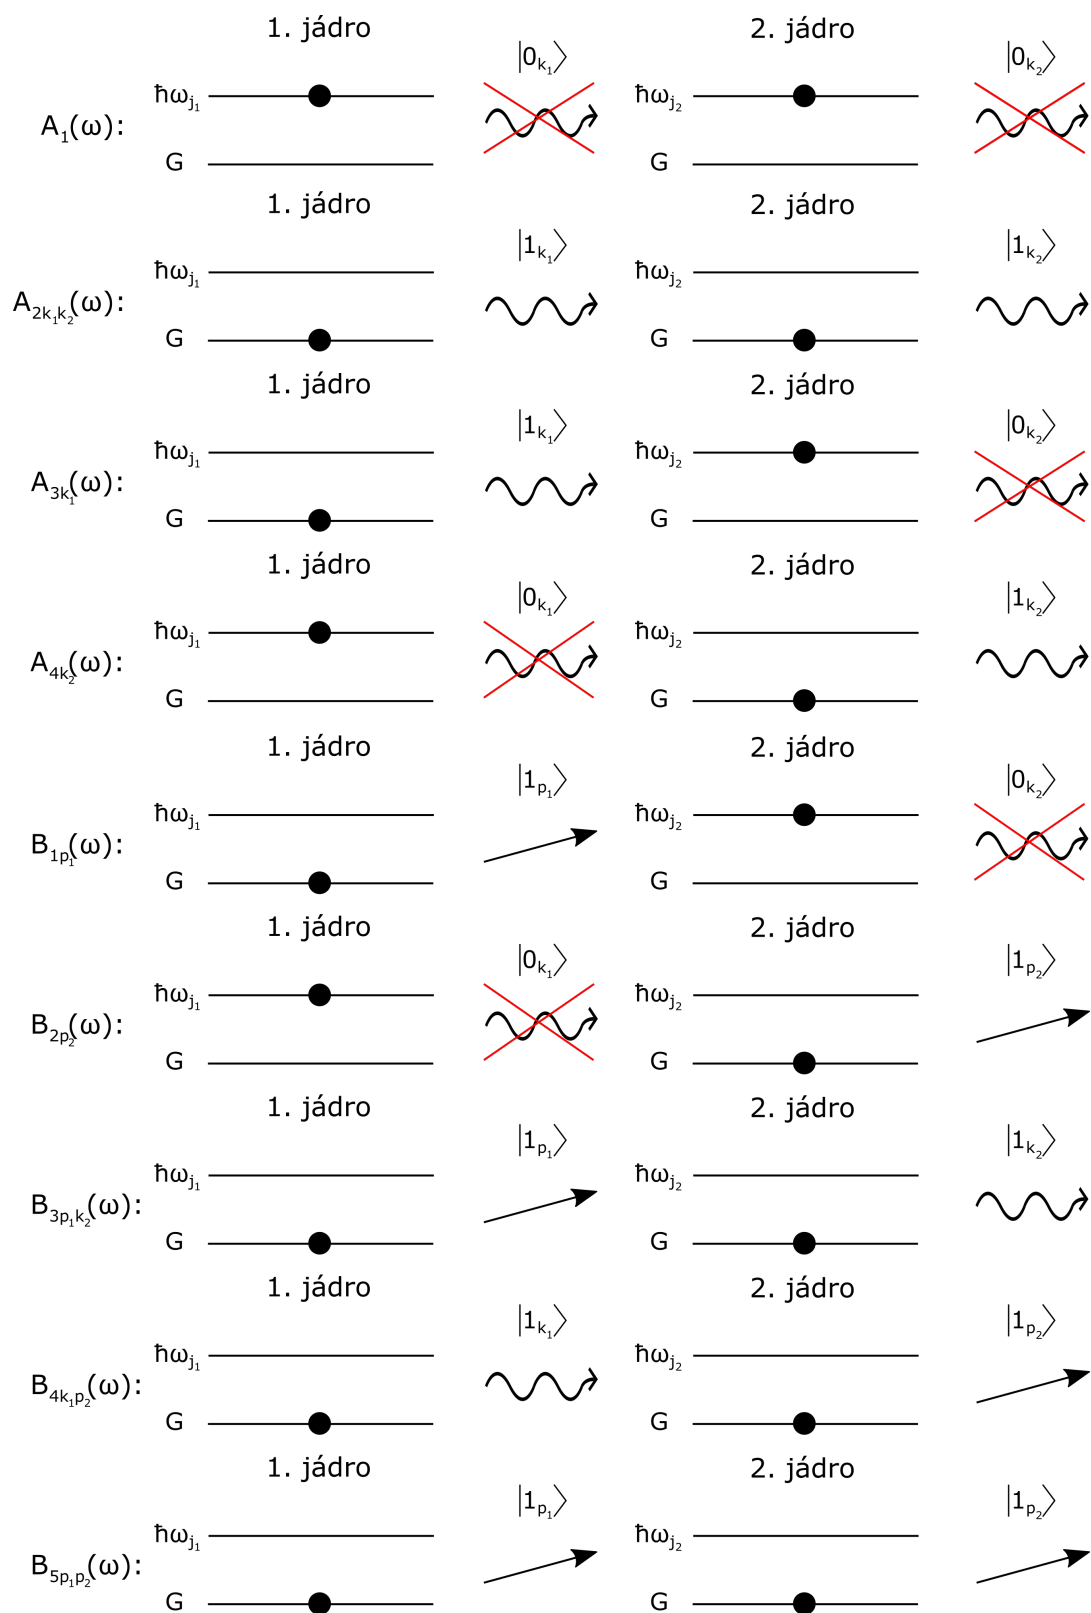 1. jádro 2. jádro
|0k₁⟩ |0k₂⟩
ħωj₁ ħωj₂
A₁(ω):
G G
1. jádro 2. jádro
|1k₁⟩ |1k₂⟩
ħωj₁ ħωj₂
A2k₁k₂(ω):
G G
1. jádro 2. jádro
|1k₁⟩ |0k₂⟩
ħωj₁ ħωj₂
A3k₁(ω):
G G
1. jádro 2. jádro
|0k₁⟩ |1k₂⟩
ħωj₁ ħωj₂
A4k₂(ω):
G G
1. jádro 2. jádro
|1p₁⟩ |0k₂⟩
ħωj₁ ħωj₂
B1p₁(ω):
G G
1. jádro 2. jádro
|0k₁⟩ |1p₂⟩
ħωj₁ ħωj₂
B2p₂(ω):
G G
1. jádro 2. jádro
|1p₁⟩ |1k₂⟩
ħωj₁ ħωj₂
B3p₁k₂(ω):
G G
1. jádro 2. jádro
|1k₁⟩ |1p₂⟩
ħωj₁ ħωj₂
B4k₁p₂(ω):
G G
1. jádro 2. jádro
|1p₁⟩ |1p₂⟩
ħωj₁ ħωj₂
B5p₁p₂(ω):
G G